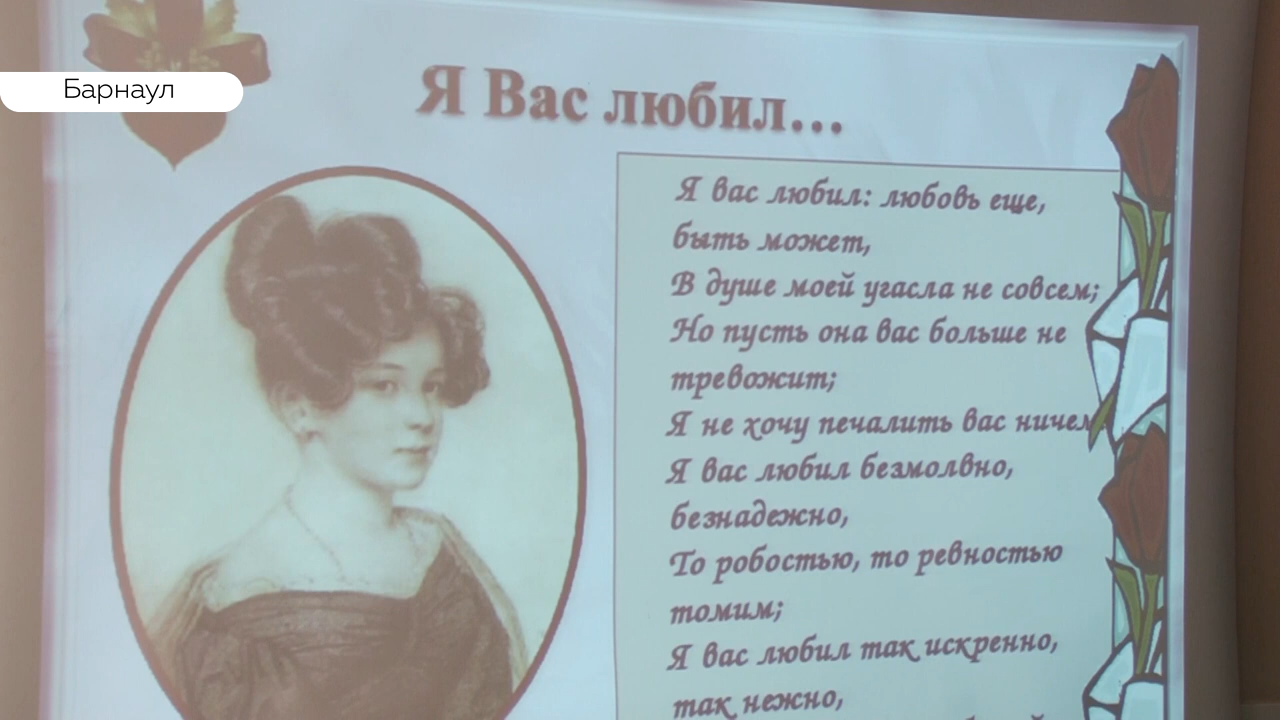 Барнаул
Я Вас любил...
Я вас любил: любовь еще,
быть может,
В душе моей угасла не совсем;
Но пусть она вас больше не
тревожит;
Я не хочу печалить вас ничем
Я вас любил безмолвно,
безнадежно,
То робостью, то ревностью
томим;
Я вас любил так искренно,
так нежно,